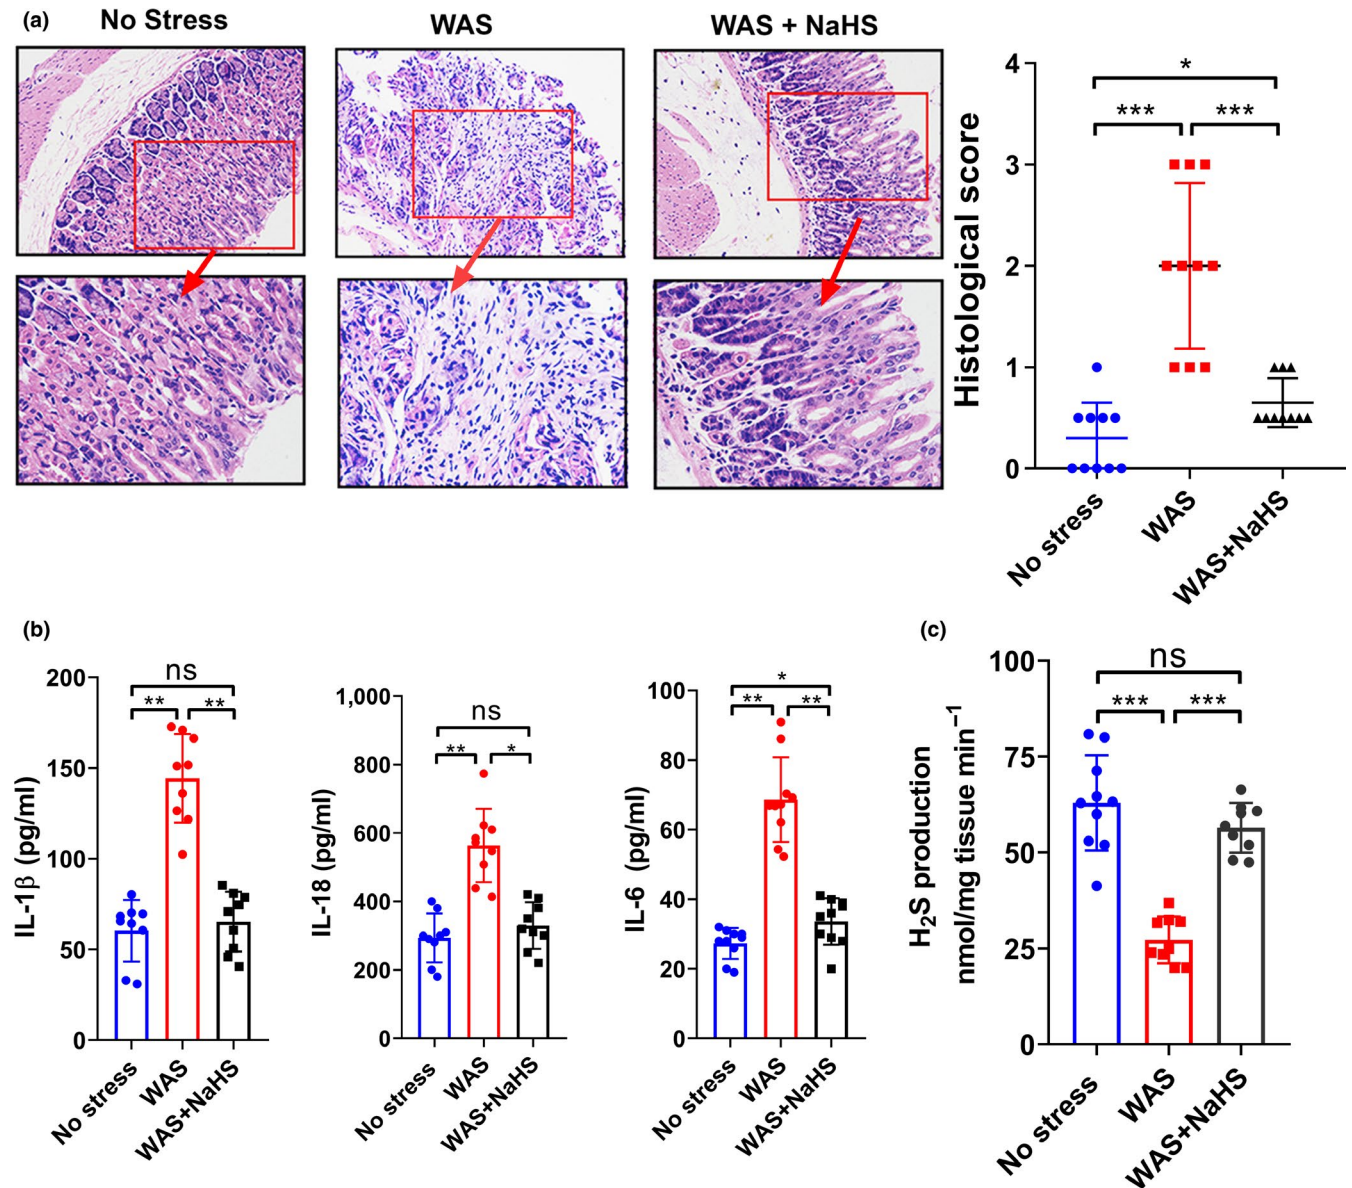 (a)
No Stress
WAS
WAS + NaHS
Histological score
4
3
2
1
0
*
*** ***
No stress
WAS
WAS+NaHS
(b)
IL-1β (pg/ml)
200
150
100
50
0
ns
** **
No stress
WAS
WAS+NaHS
IL-18 (pg/ml)
1,000
800
600
400
200
0
ns
** *
No stress
WAS
WAS+NaHS
IL-6 (pg/ml)
100
80
60
40
20
0
*
** **
No stress
WAS
WAS+NaHS
(c)
H₂S production
nmol/mg tissue min⁻¹
100
75
50
25
0
ns
*** ***
No stress
WAS
WAS+NaHS